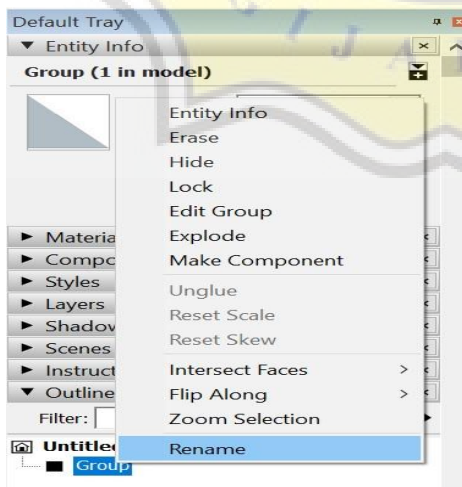 Default Tray
Entity Info
Group (1 in model)
Entity Info
Erase
Hide
Lock
Edit Group
Explode
Make Component
Unglue
Reset Scale
Reset Skew
Intersect Faces >
Flip Along >
Zoom Selection
Rename
Materia
Compo
Styles
Layers
Shadov
Scenes
Instruct
Outline
Filter:
Untitle
Group